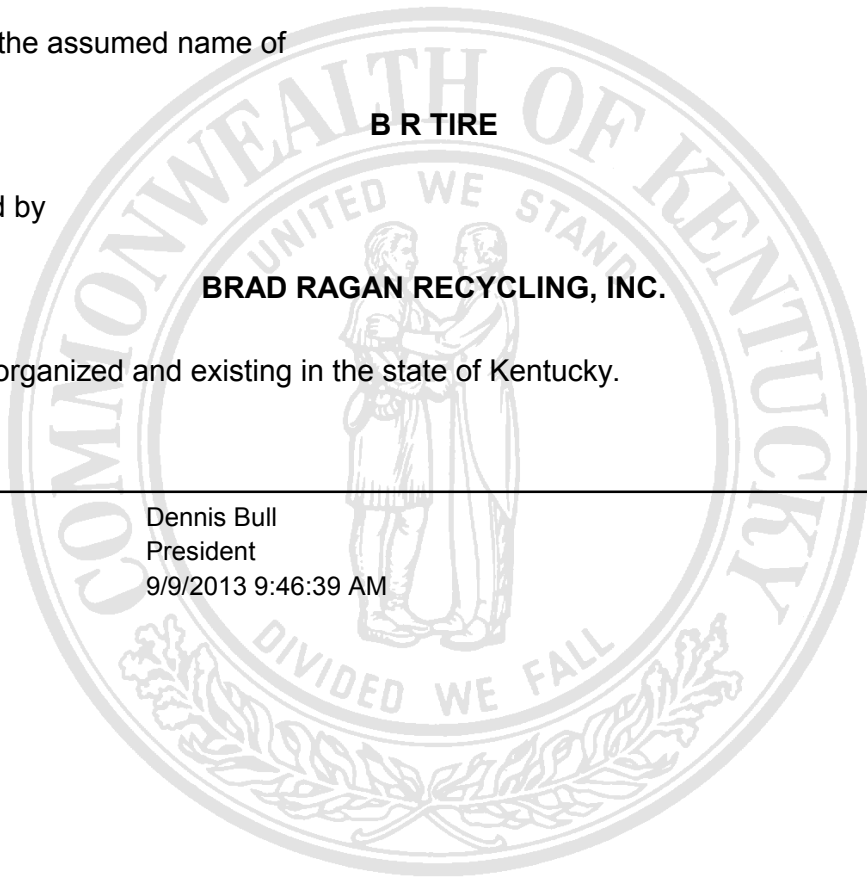 the assumed name of
B R TIRE
d by
BRAD RAGAN RECYCLING, INC.
organized and existing in the state of Kentucky.
Dennis Bull
President
9/9/2013 9:46:39 AM
COMMONWEALTH OF KENTUCKY
UNITED WE STAND
DIVIDED WE FALL